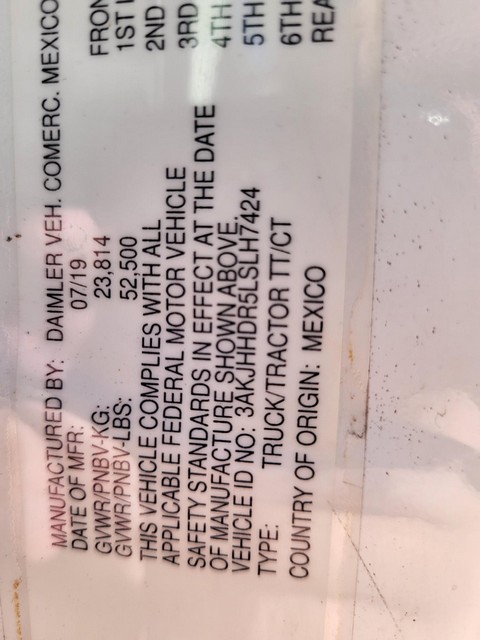 MANUFACTURED BY: DAIMLER VEH. COMERC. MEXICO
DATE OF MFR: 07/19
GVWR/PNBV-KG: 23,814
GVWR/PNBV-LBS: 52,500
THIS VEHICLE COMPLIES WITH ALL
APPLICABLE FEDERAL MOTOR VEHICLE
SAFETY STANDARDS IN EFFECT AT THE DATE
OF MANUFACTURE SHOWN ABOVE.
VEHICLE ID NO: 3AKJHHDR5LSLH7424
TYPE: TRUCK/TRACTOR TT/CT
COUNTRY OF ORIGIN: MEXICO
FRON
1ST I
2ND
3RD
4TH
5TH
6TH
REA